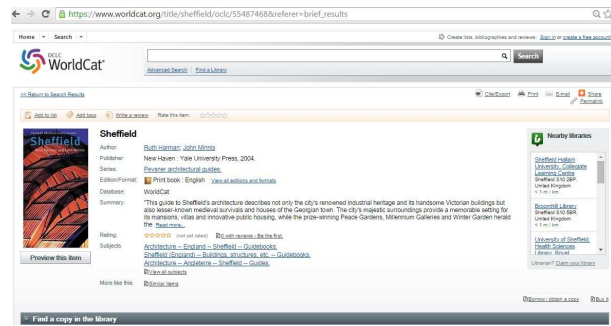 https://www.worldcat.org/title/sheffield/oclc/55487468&referer=brief_results
Home Search
Create lists, bibliographies and reviews: Sign in or create a free account
OCLC
WorldCat®
Search
Advanced Search Find a Library
<< Return to Search Results
Cite/Export Print E-mail Share
Permalink
Add to list Add tags Write a review Rate this item:
Sheffield
Sheffield
Author: Ruth Harman; John Minnis
Publisher: New Haven : Yale University Press, 2004.
Series: Pevsner architectural guides.
Edition/Format: Print book : English View all editions and formats
Database: WorldCat
Summary: "This guide to Sheffield's architecture describes not only the city's renowned industrial heritage and its handsome Victorian buildings but
also lesser-known medieval survivals and houses of the Georgian town. The city's majestic surroundings provide a memorable setting for
its mansions, villas and innovative public housing, while the prize-winning Peace Gardens, Millennium Galleries and Winter Garden herald
the Read more...
Rating: (not yet rated) 0 with reviews - Be the first.
Subjects Architecture -- England -- Sheffield -- Guidebooks.
Sheffield (England) -- Buildings, structures, etc. -- Guidebooks.
Architecture -- Angleterre -- Sheffield -- Guides.
View all subjects
More like this Similar Items
Preview this item
Nearby libraries
Sheffield Hallam
University, Collegiate
Learning Centre
Sheffield S10 2BP,
United Kingdom
< 1 m / km
Broomhill Library
Sheffield S10 5BR,
United Kingdom
< 1 m / km
University of Sheffield,
Health Sciences
Library, Royal
Librarian? Claim your library
Borrow / obtain a copy Buy it
Find a copy in the library